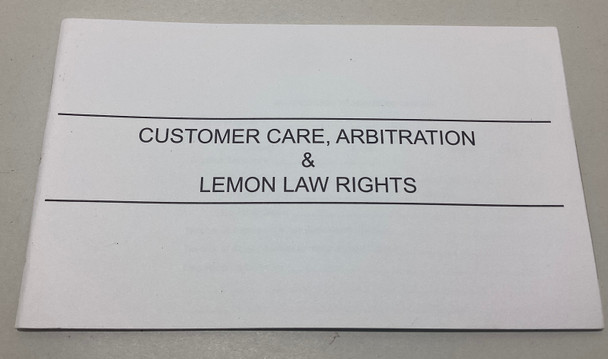 CUSTOMER CARE, ARBITRATION
&
LEMON LAW RIGHTS